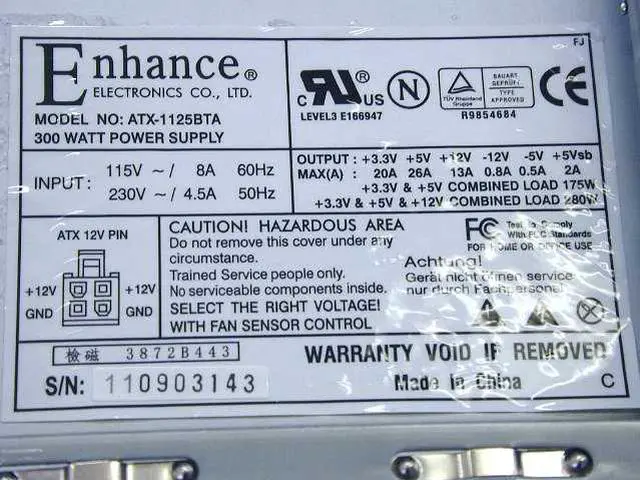 FJ
Enhance®
ELECTRONICS CO., LTD.
MODEL NO: ATX-1125BTA
300 WATT POWER SUPPLY
c RU® US
LEVEL3 E166947
N
TÜV Rheinland
Gruppe
BAUART
GEPRÜFT
TYPE
APPROVED
R9854684
CE
INPUT: 115V ~ / 8A 60Hz
230V ~ / 4.5A 50Hz
OUTPUT : +3.3V +5V +12V -12V -5V +5Vsb
MAX(A) : 20A 26A 13A 0.8A 0.5A 2A
+3.3V & +5V COMBINED LOAD 175W
+3.3V & +5V & +12V COMBINED LOAD 280W
ATX 12V PIN
+12V +12V
GND GND
CAUTION! HAZARDOUS AREA
Do not remove this cover under any
circumstance.
Trained Service people only.
No serviceable components inside.
SELECT THE RIGHT VOLTAGE!
WITH FAN SENSOR CONTROL
FC Comply
With FCC Standards
FOR HOME OR OFFICE USE
Achtung!
Gerät nicht öffnen service
nur durch Fachpersonal
檢磁 3872B443
S/N: 110903143
WARRANTY VOID IF REMOVED
Made in China
C